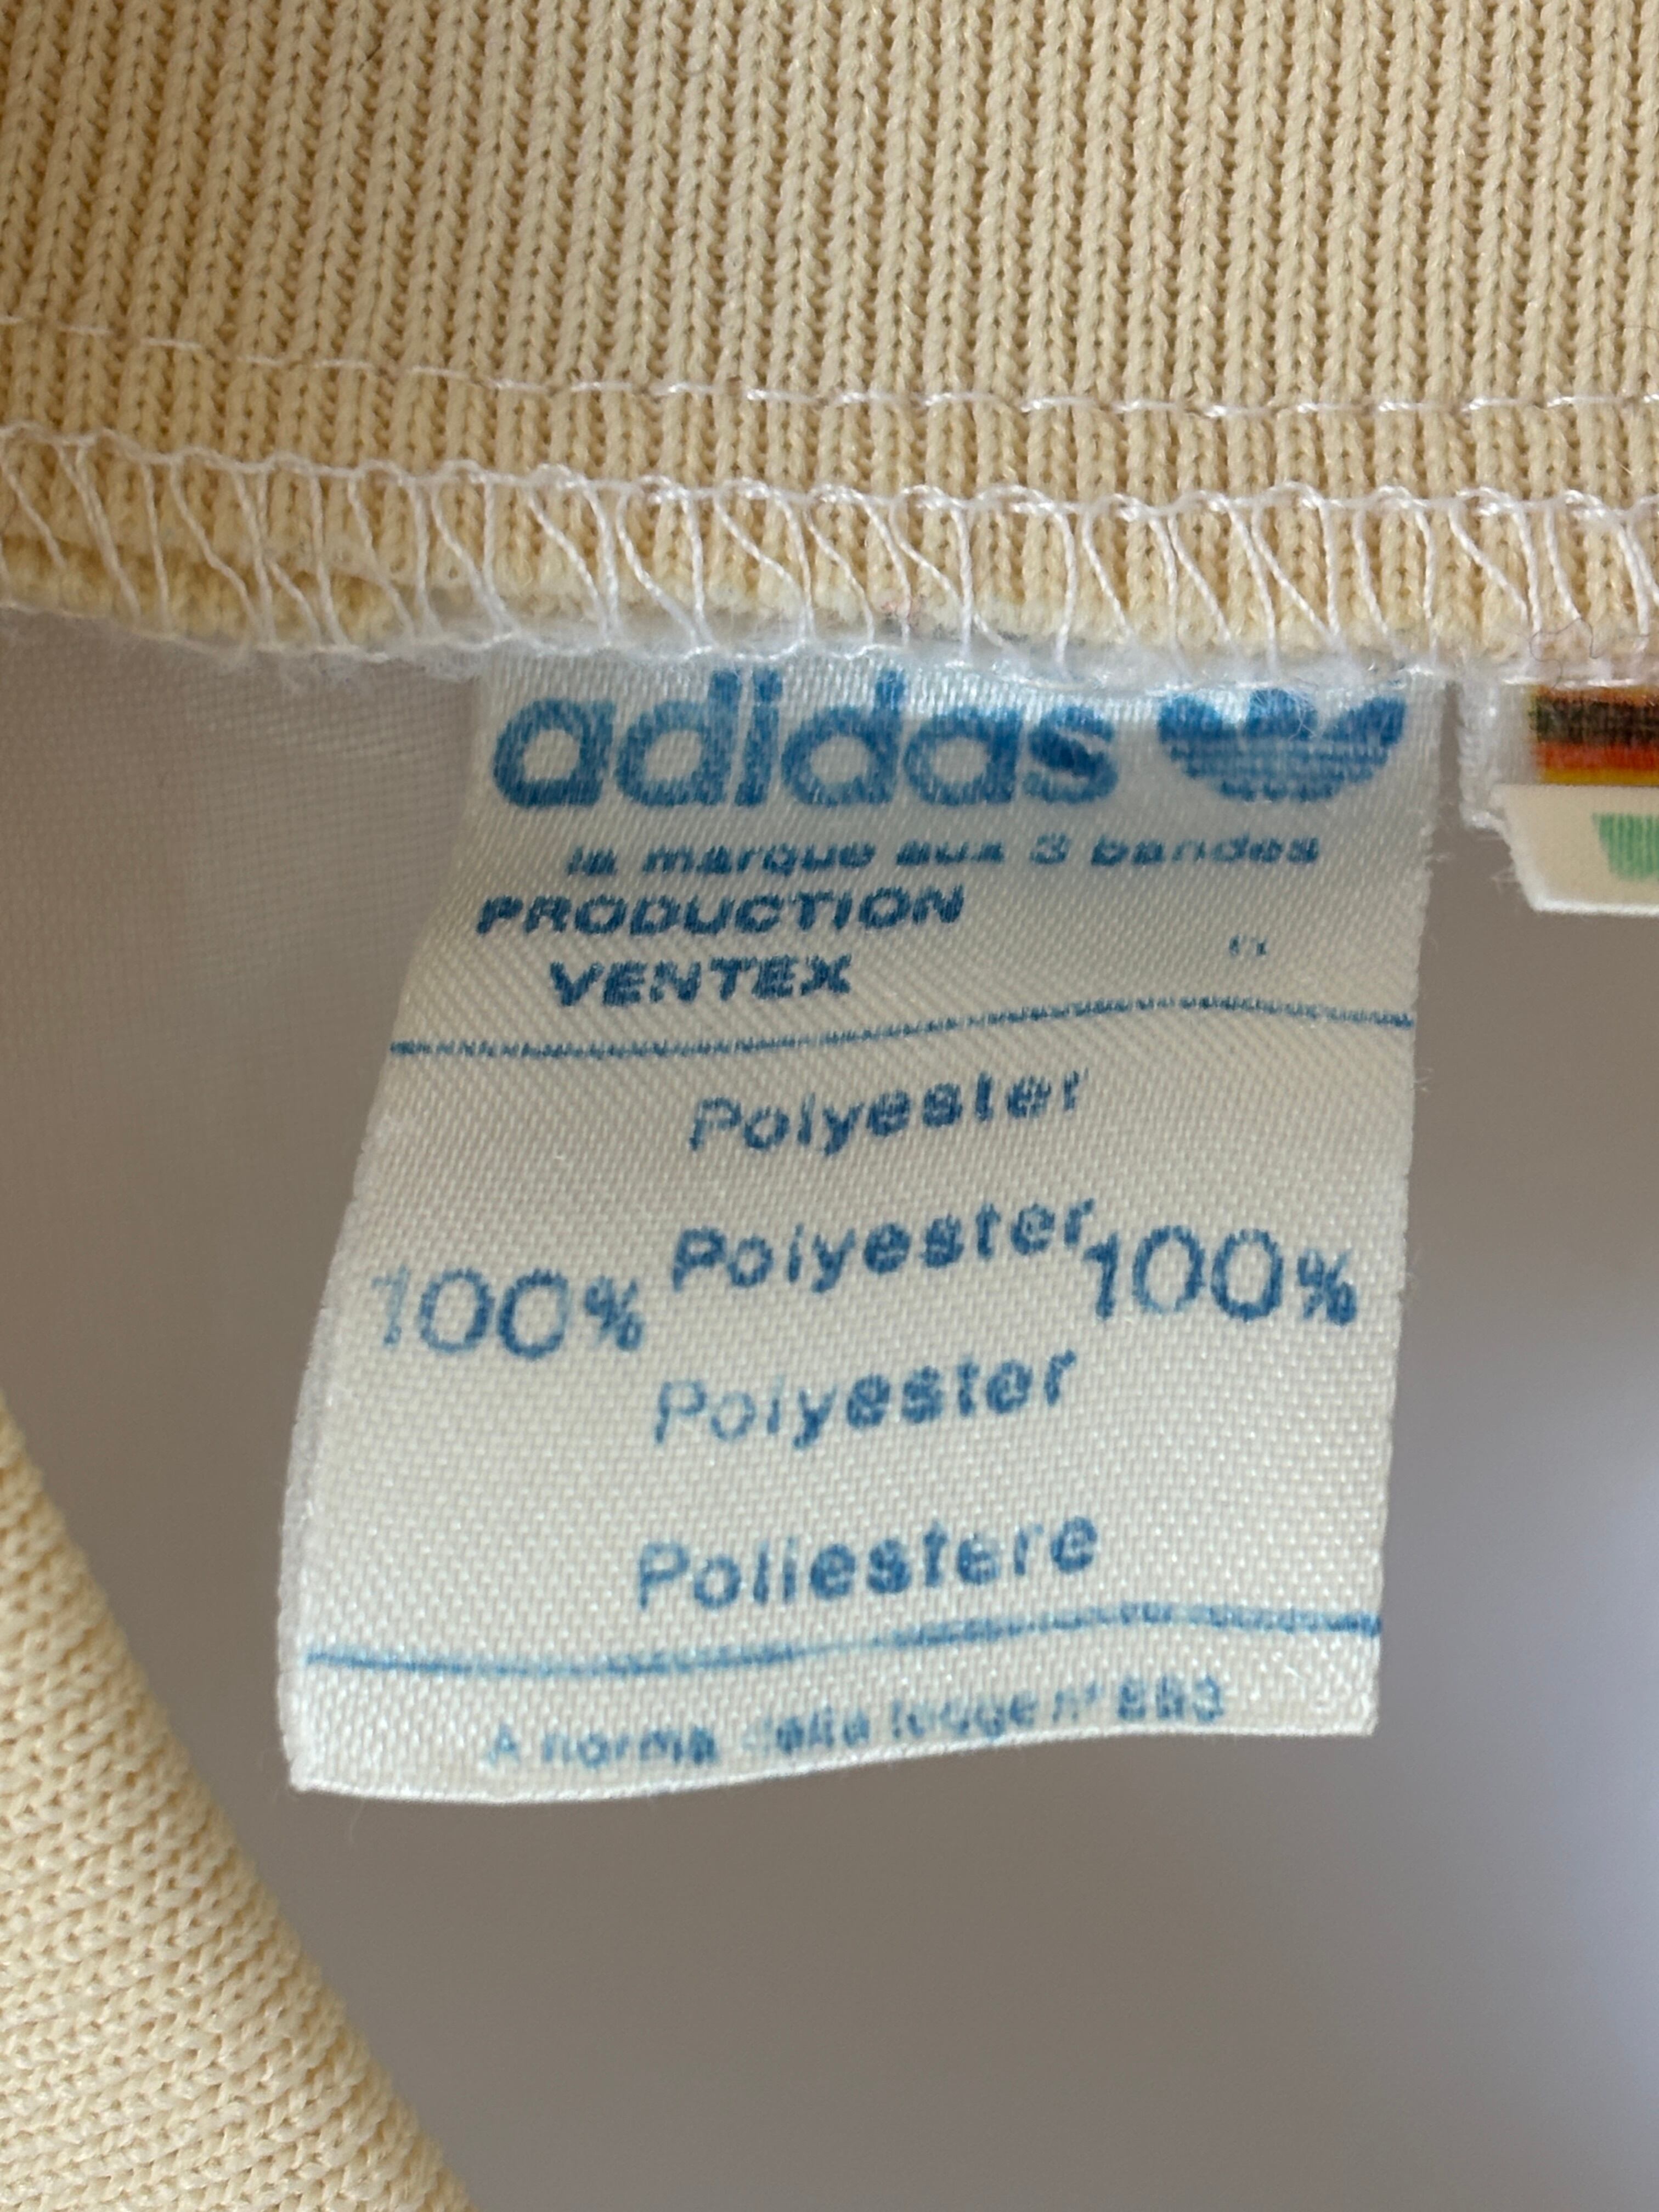 adidas
la marque aux 3 bandes
PRODUCTION
VENTEX
Polyester
100% Polyester 100%
Polyester
Poliestere
A norma della legge n° 883